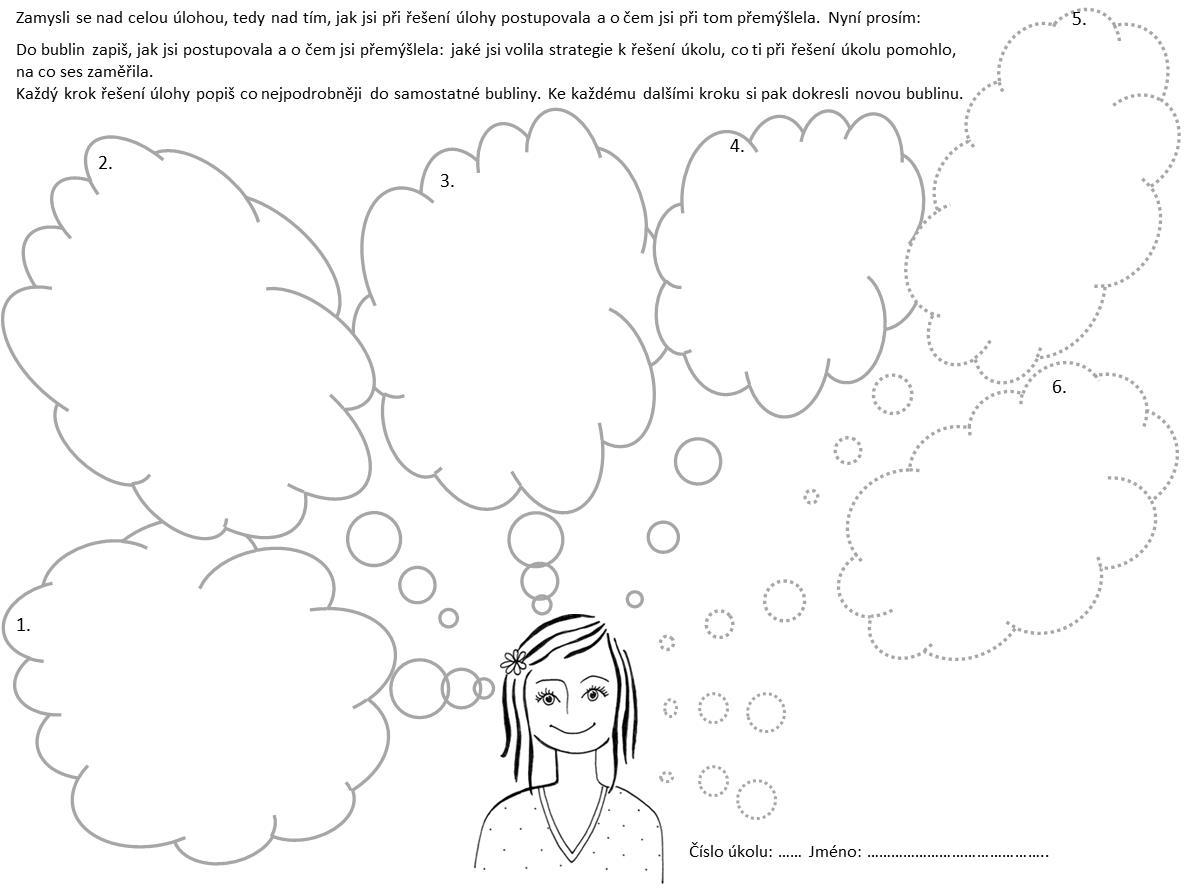 Zamysli se nad celou úlohou, tedy nad tím, jak jsi při řešení úlohy postupovala a o čem jsi při tom přemýšlela. Nyní prosím:
Do bublin zapiš, jak jsi postupovala a o čem jsi přemýšlela: jaké jsi volila strategie k řešení úkolu, co ti při řešení úkolu pomohlo,
na co ses zaměřila.
Každý krok řešení úlohy popiš co nejpodrobněji do samostatné bubliny. Ke každému dalšími kroku si pak dokresli novou bublinu.
5.
4.
2.
3.
6.
1.
Číslo úkolu: ...... Jméno: ............................................